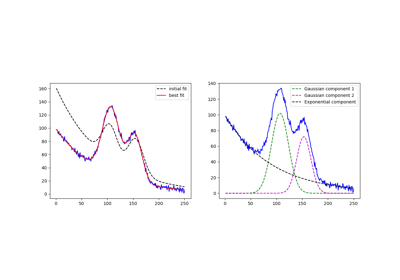 initial fit
best fit
160
140
120
100
80
60
40
20
0
0 50 100 150 200 250
Gaussian component 1
Gaussian component 2
Exponential component
140
120
100
80
60
40
20
0
0 50 100 150 200 250